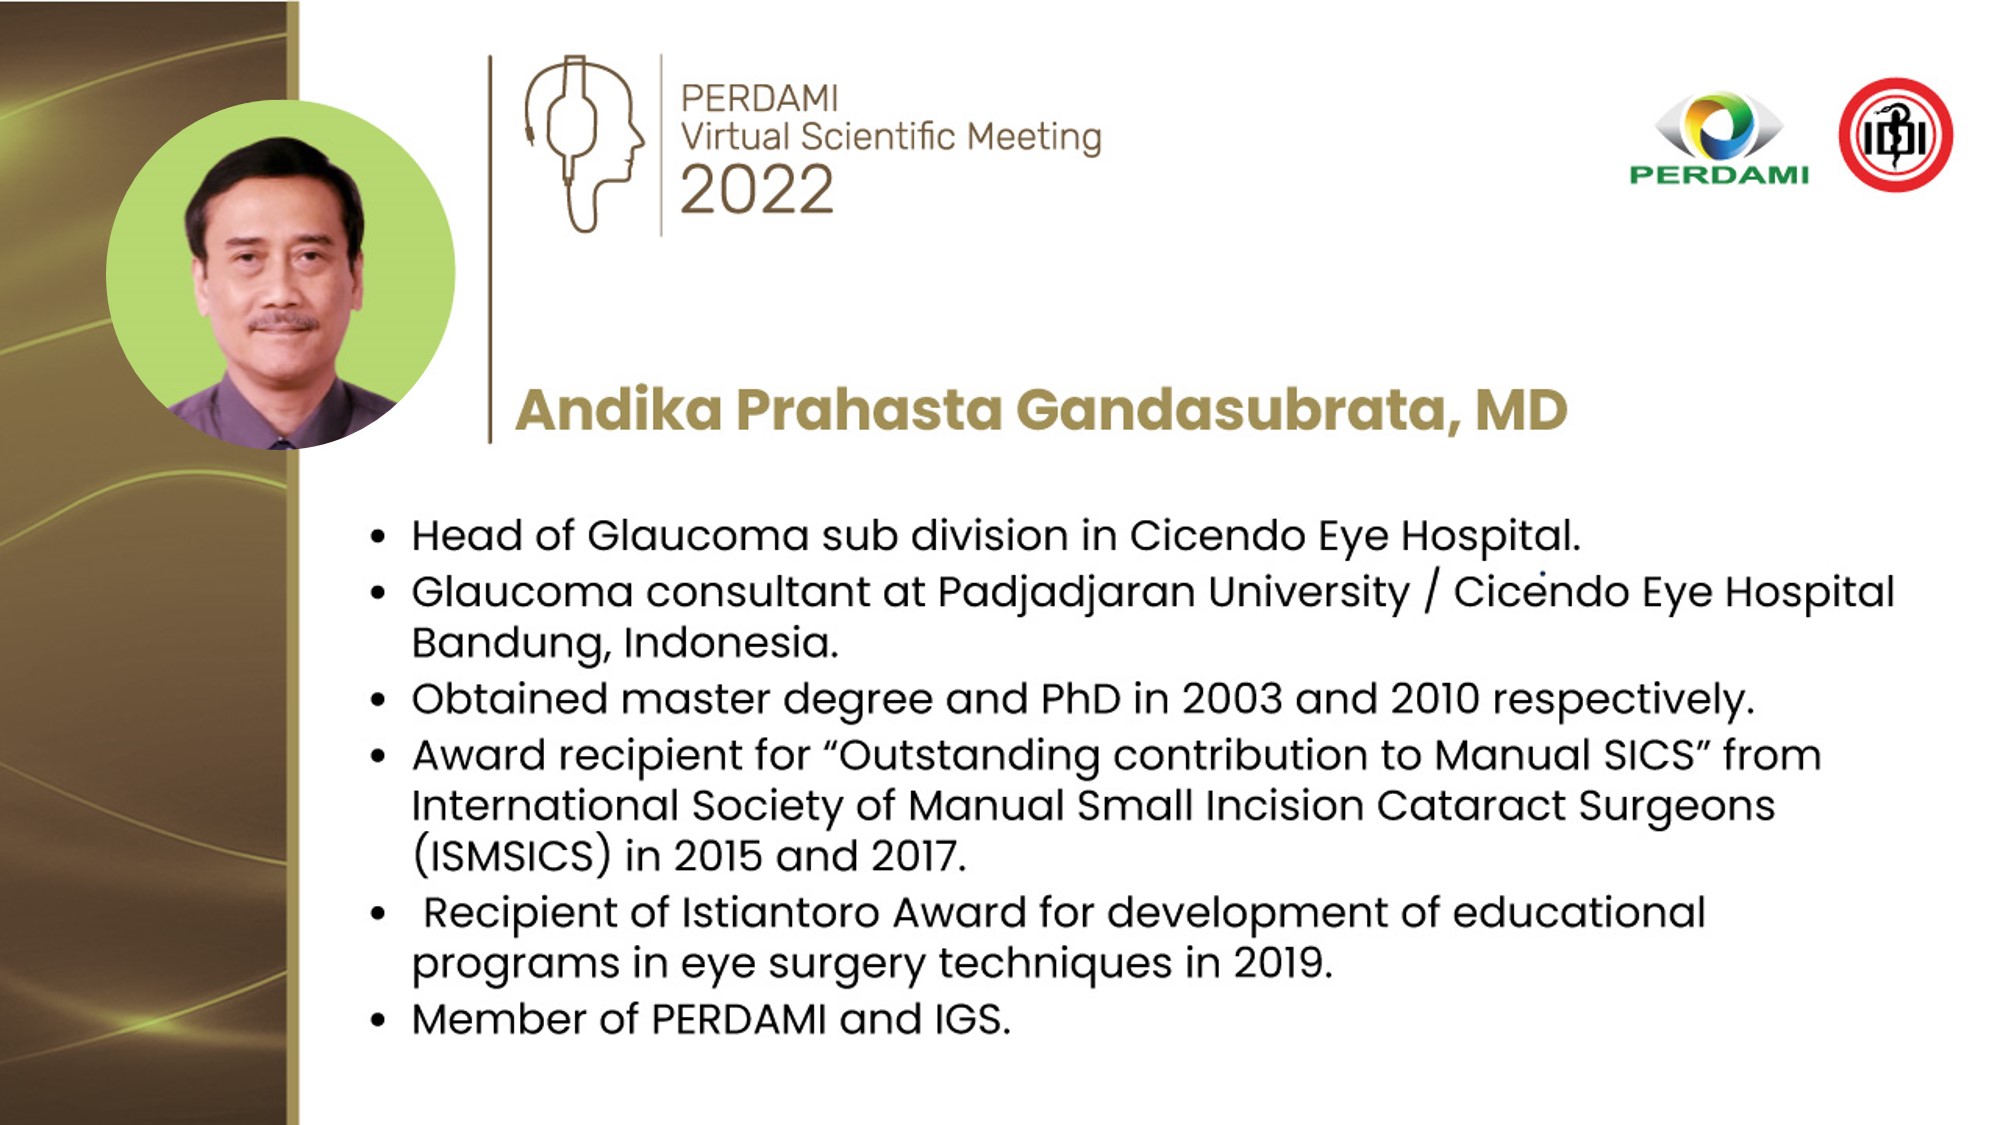 PERDAMI
Virtual Scientific Meeting
2022
PERDAMI
IDI
Andika Prahasta Gandasubrata, MD
• Head of Glaucoma sub division in Cicendo Eye Hospital.
• Glaucoma consultant at Padjadjaran University / Cicendo Eye Hospital
Bandung, Indonesia.
• Obtained master degree and PhD in 2003 and 2010 respectively.
• Award recipient for “Outstanding contribution to Manual SICS” from
International Society of Manual Small Incision Cataract Surgeons
(ISMSICS) in 2015 and 2017.
• Recipient of Istiantoro Award for development of educational
programs in eye surgery techniques in 2019.
• Member of PERDAMI and IGS.